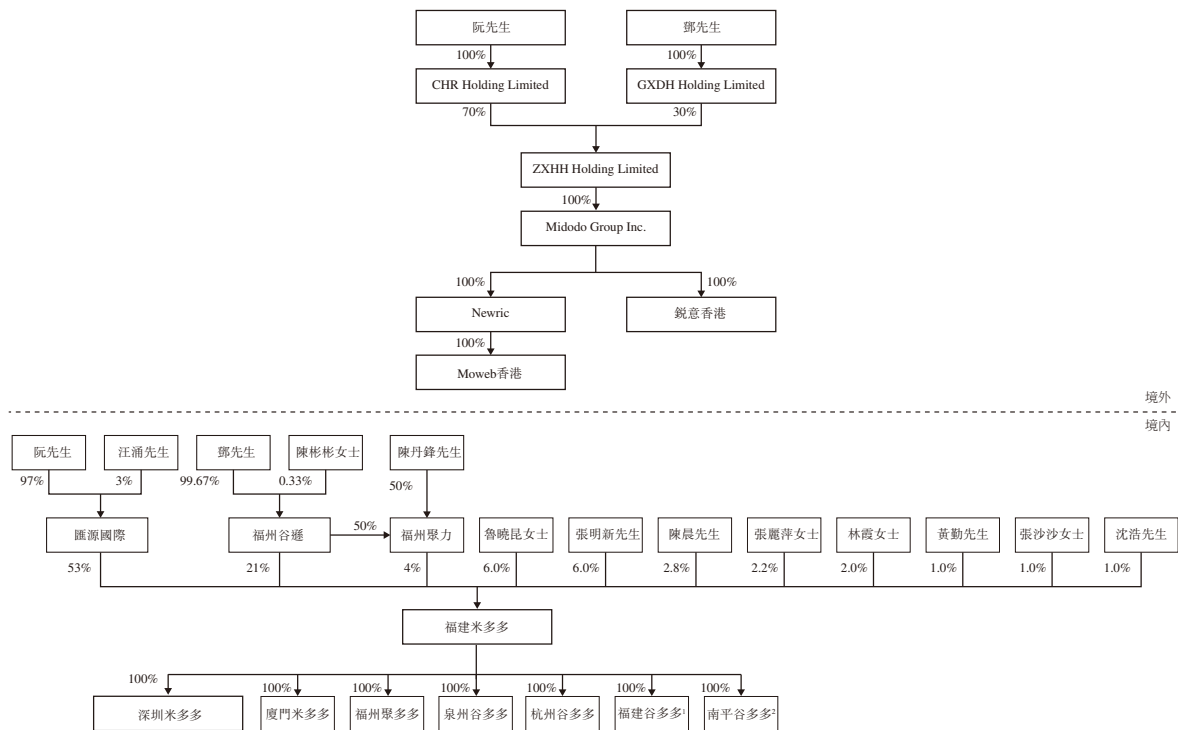 阮先生
鄧先生
100%
100%
CHR Holding Limited
GXDH Holding Limited
70%
30%
ZXHH Holding Limited
100%
Midodo Group Inc.
100%
100%
Newric
鋭意香港
100%
Moweb香港
境外
境內
阮先生
汪涌先生
鄧先生
陳彬彬女士
陳丹鋒先生
97%
3%
99.67%
0.33%
50%
匯源國際
福州谷遜
50%
福州聚力
魯曉昆女士
張明新先生
陳晨先生
張麗萍女士
林霞女士
黃勤先生
張沙沙女士
沈浩先生
53%
21%
4%
6.0%
6.0%
2.8%
2.2%
2.0%
1.0%
1.0%
1.0%
福建米多多
100%
100%
100%
100%
100%
100%
100%
深圳米多多
廈門米多多
福州聚多多
泉州谷多多
杭州谷多多
福建谷多多¹
南平谷多多²